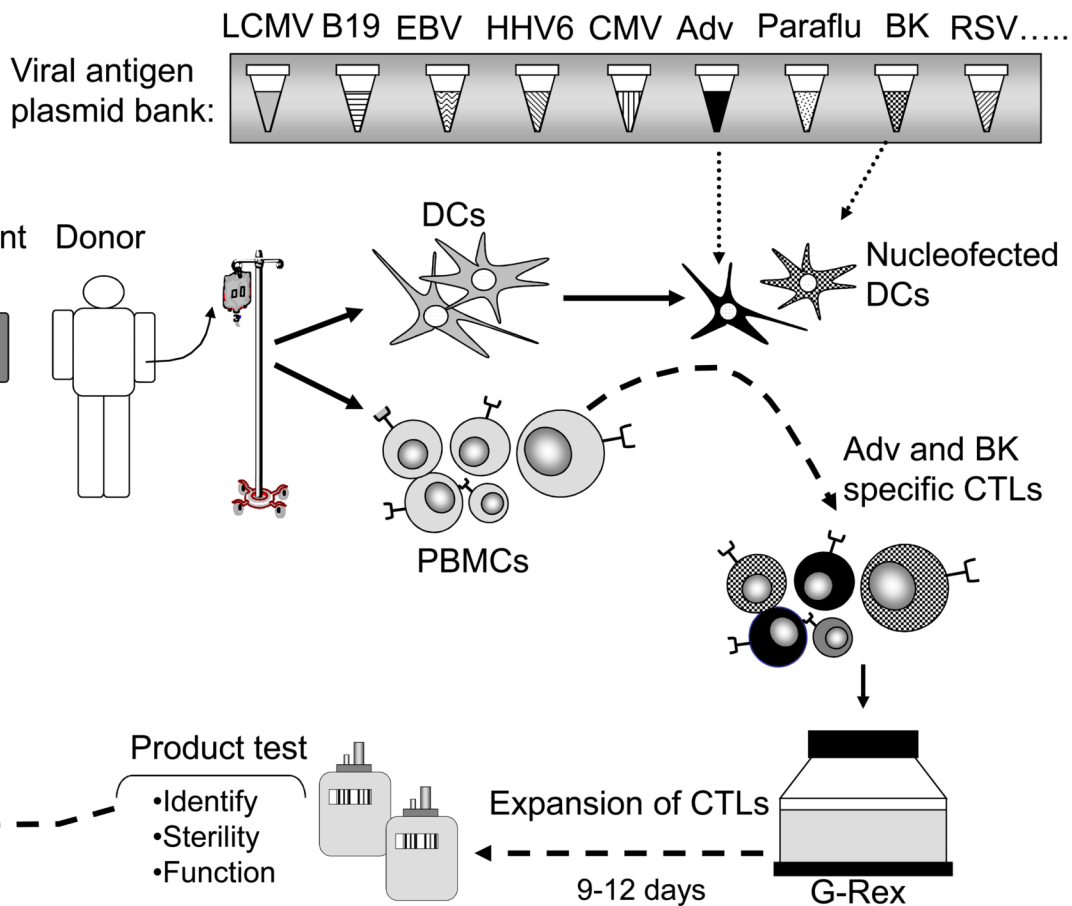 LCMV B19 EBV HHV6 CMV Adv Paraflu BK RSV.....
Viral antigen
plasmid bank:
DCs
nt Donor
Nucleofected
DCs
Adv and BK
specific CTLs
PBMCs
Product test
•Identify
•Sterility
•Function
Expansion of CTLs
9-12 days
G-Rex